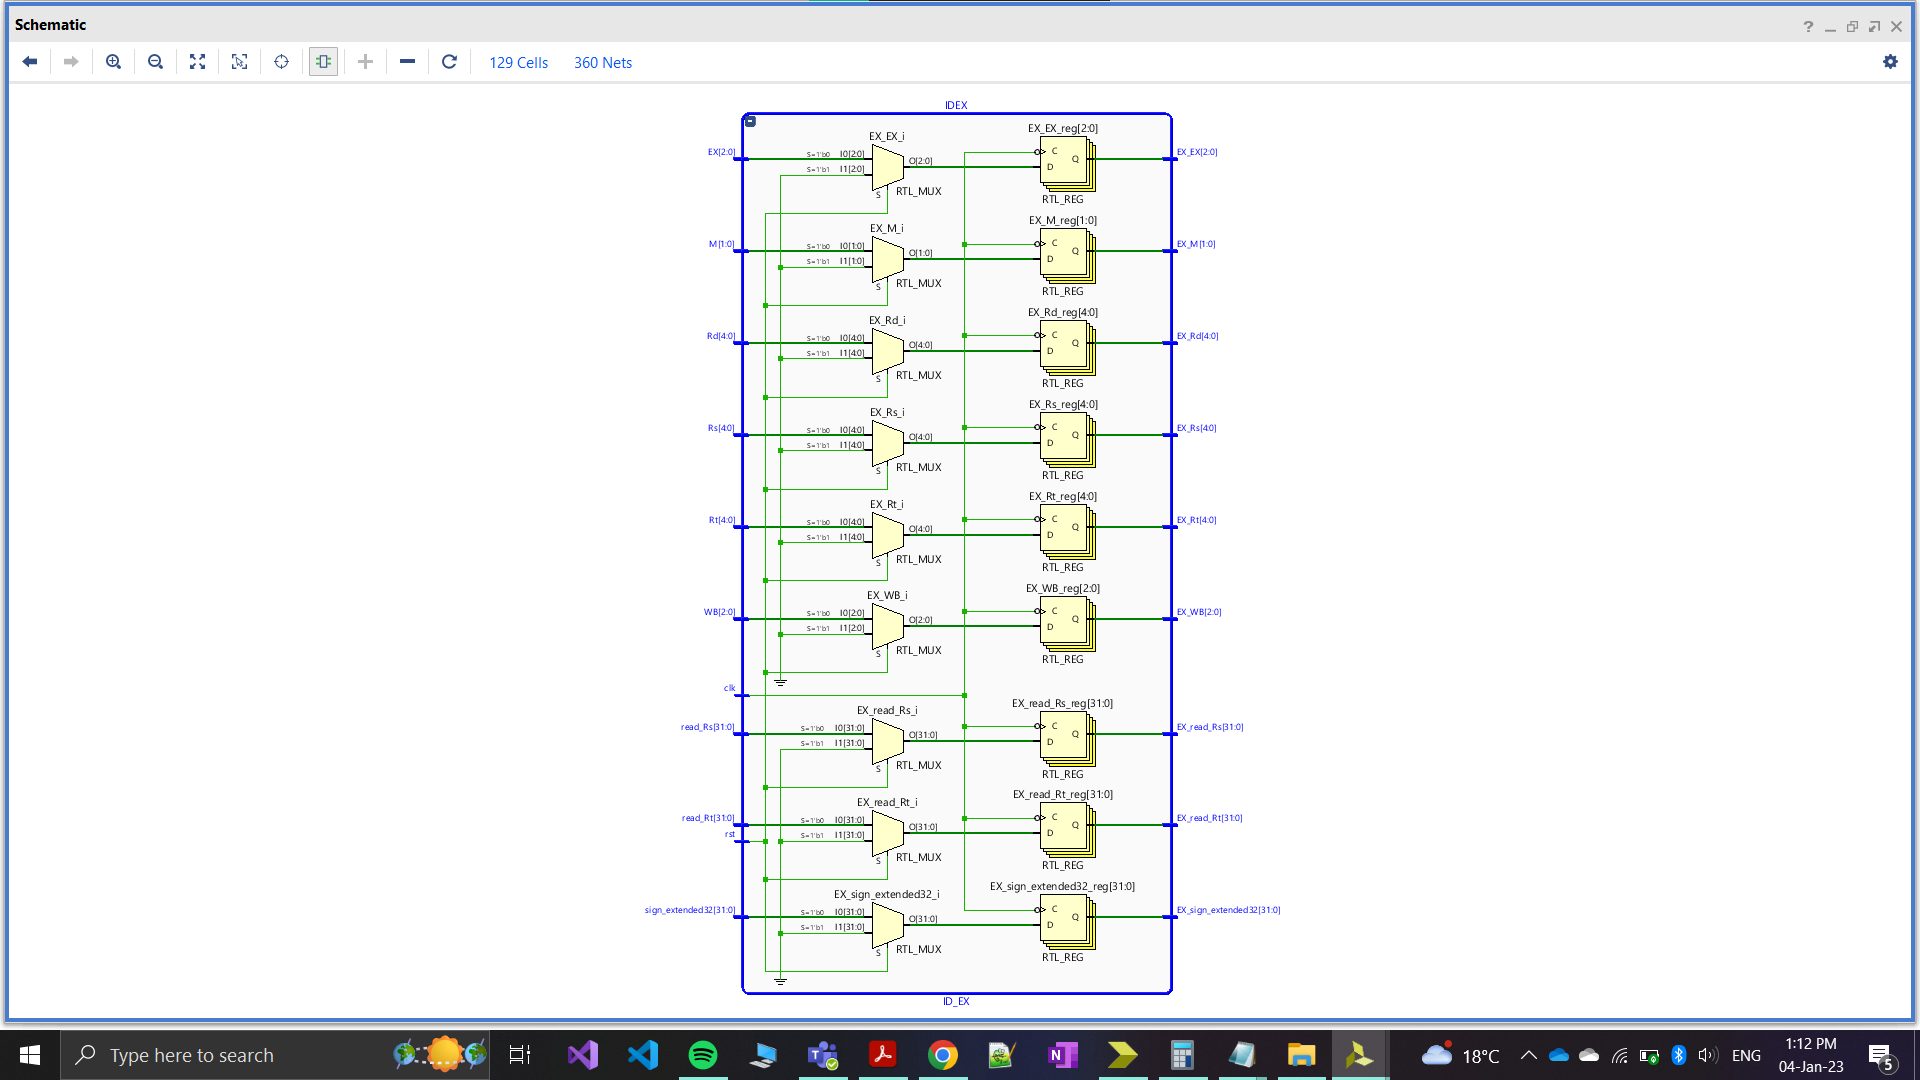 Schematic
129 Cells 360 Nets
IDEX
EX_EX_i EX_EX_reg[2:0]
EX[2:0] S=1'b0 I0[2:0] O[2:0] C Q EX_EX[2:0]
S=1'b1 I1[2:0] D
S RTL_MUX RTL_REG
EX_M_i EX_M_reg[1:0]
M[1:0] S=1'b0 I0[1:0] O[1:0] C Q EX_M[1:0]
S=1'b1 I1[1:0] D
S RTL_MUX RTL_REG
EX_Rd_i EX_Rd_reg[4:0]
Rd[4:0] S=1'b0 I0[4:0] O[4:0] C Q EX_Rd[4:0]
S=1'b1 I1[4:0] D
S RTL_MUX RTL_REG
EX_Rs_i EX_Rs_reg[4:0]
Rs[4:0] S=1'b0 I0[4:0] O[4:0] C Q EX_Rs[4:0]
S=1'b1 I1[4:0] D
S RTL_MUX RTL_REG
EX_Rt_i EX_Rt_reg[4:0]
Rt[4:0] S=1'b0 I0[4:0] O[4:0] C Q EX_Rt[4:0]
S=1'b1 I1[4:0] D
S RTL_MUX RTL_REG
EX_WB_i EX_WB_reg[2:0]
WB[2:0] S=1'b0 I0[2:0] O[2:0] C Q EX_WB[2:0]
S=1'b1 I1[2:0] D
S RTL_MUX RTL_REG
clk
EX_read_Rs_i EX_read_Rs_reg[31:0]
read_Rs[31:0] S=1'b0 I0[31:0] O[31:0] C Q EX_read_Rs[31:0]
S=1'b1 I1[31:0] D
S RTL_MUX RTL_REG
EX_read_Rt_i EX_read_Rt_reg[31:0]
read_Rt[31:0] S=1'b0 I0[31:0] O[31:0] C Q EX_read_Rt[31:0]
rst S=1'b1 I1[31:0] D
S RTL_MUX RTL_REG
EX_sign_extended32_i EX_sign_extended32_reg[31:0]
sign_extended32[31:0] S=1'b0 I0[31:0] O[31:0] C Q EX_sign_extended32[31:0]
S=1'b1 I1[31:0] D
S RTL_MUX RTL_REG
ID_EX
Type here to search 18°C ENG 1:12 PM
04-Jan-23 5